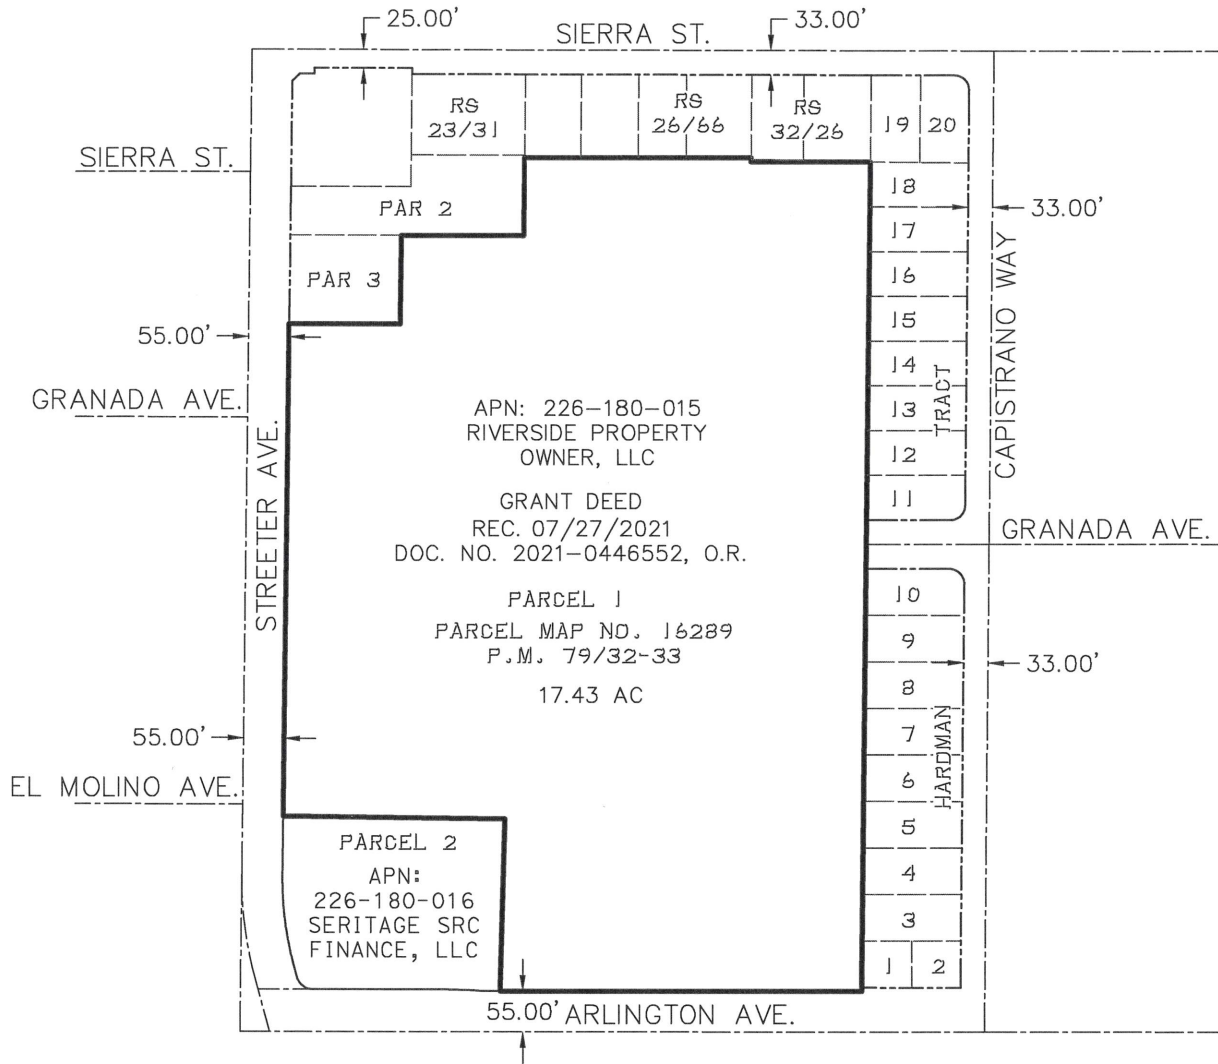 25.00'
33.00'
SIERRA ST.
RS
23/31
RS
26/66
RS
32/26
19
20
SIERRA ST.
18
PAR 2
33.00'
17
16
PAR 3
15
55.00'
14
GRANADA AVE.
13
TRACT
CAPISTRANO WAY
12
11
STREETER AVE.
APN: 226-180-015
RIVERSIDE PROPERTY
OWNER, LLC
GRANT DEED
REC. 07/27/2021
DOC. NO. 2021-0446552, O.R.
PARCEL 1
PARCEL MAP NO. 16289
P.M. 79/32-33
17.43 AC
GRANADA AVE.
10
9
33.00'
8
7
HARDMAN
55.00'
6
EL MOLINO AVE.
5
PARCEL 2
APN:
226-180-016
SERITAGE SRC
FINANCE, LLC
4
3
1
2
55.00'
ARLINGTON AVE.